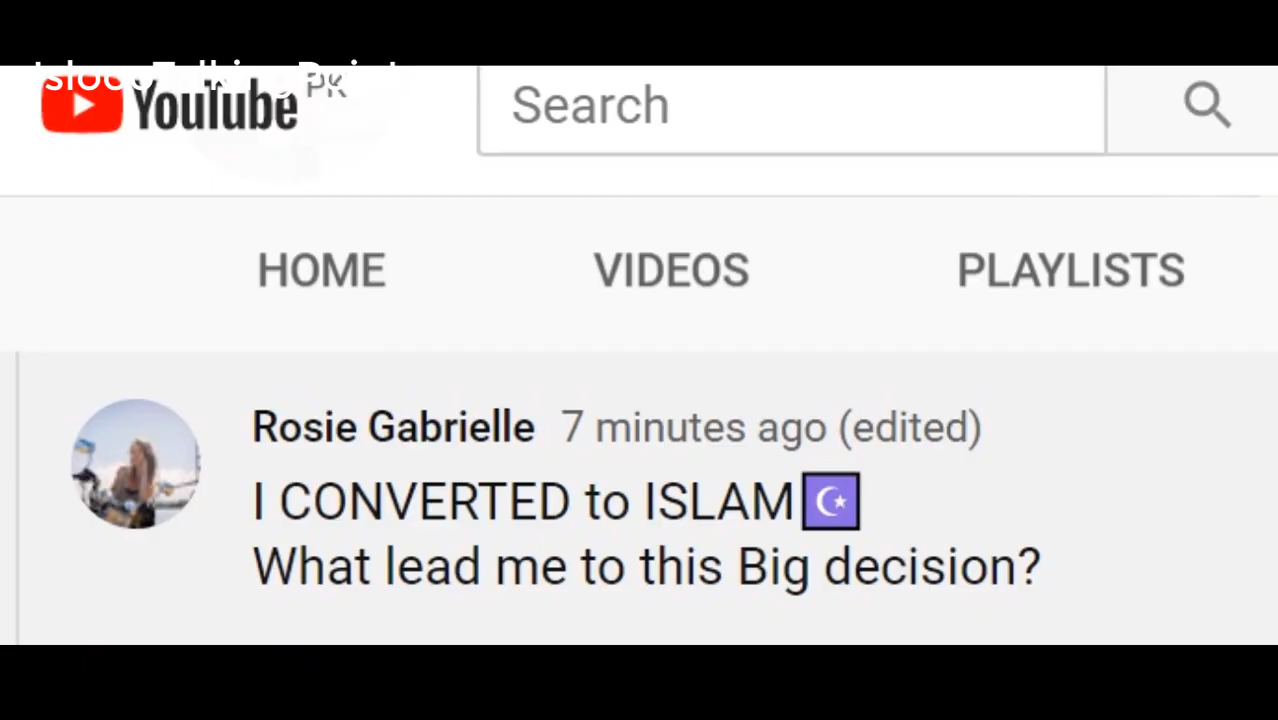 YouTube PK
Search
HOME VIDEOS PLAYLISTS
Rosie Gabrielle 7 minutes ago (edited)
I CONVERTED to ISLAM☪
What lead me to this Big decision?